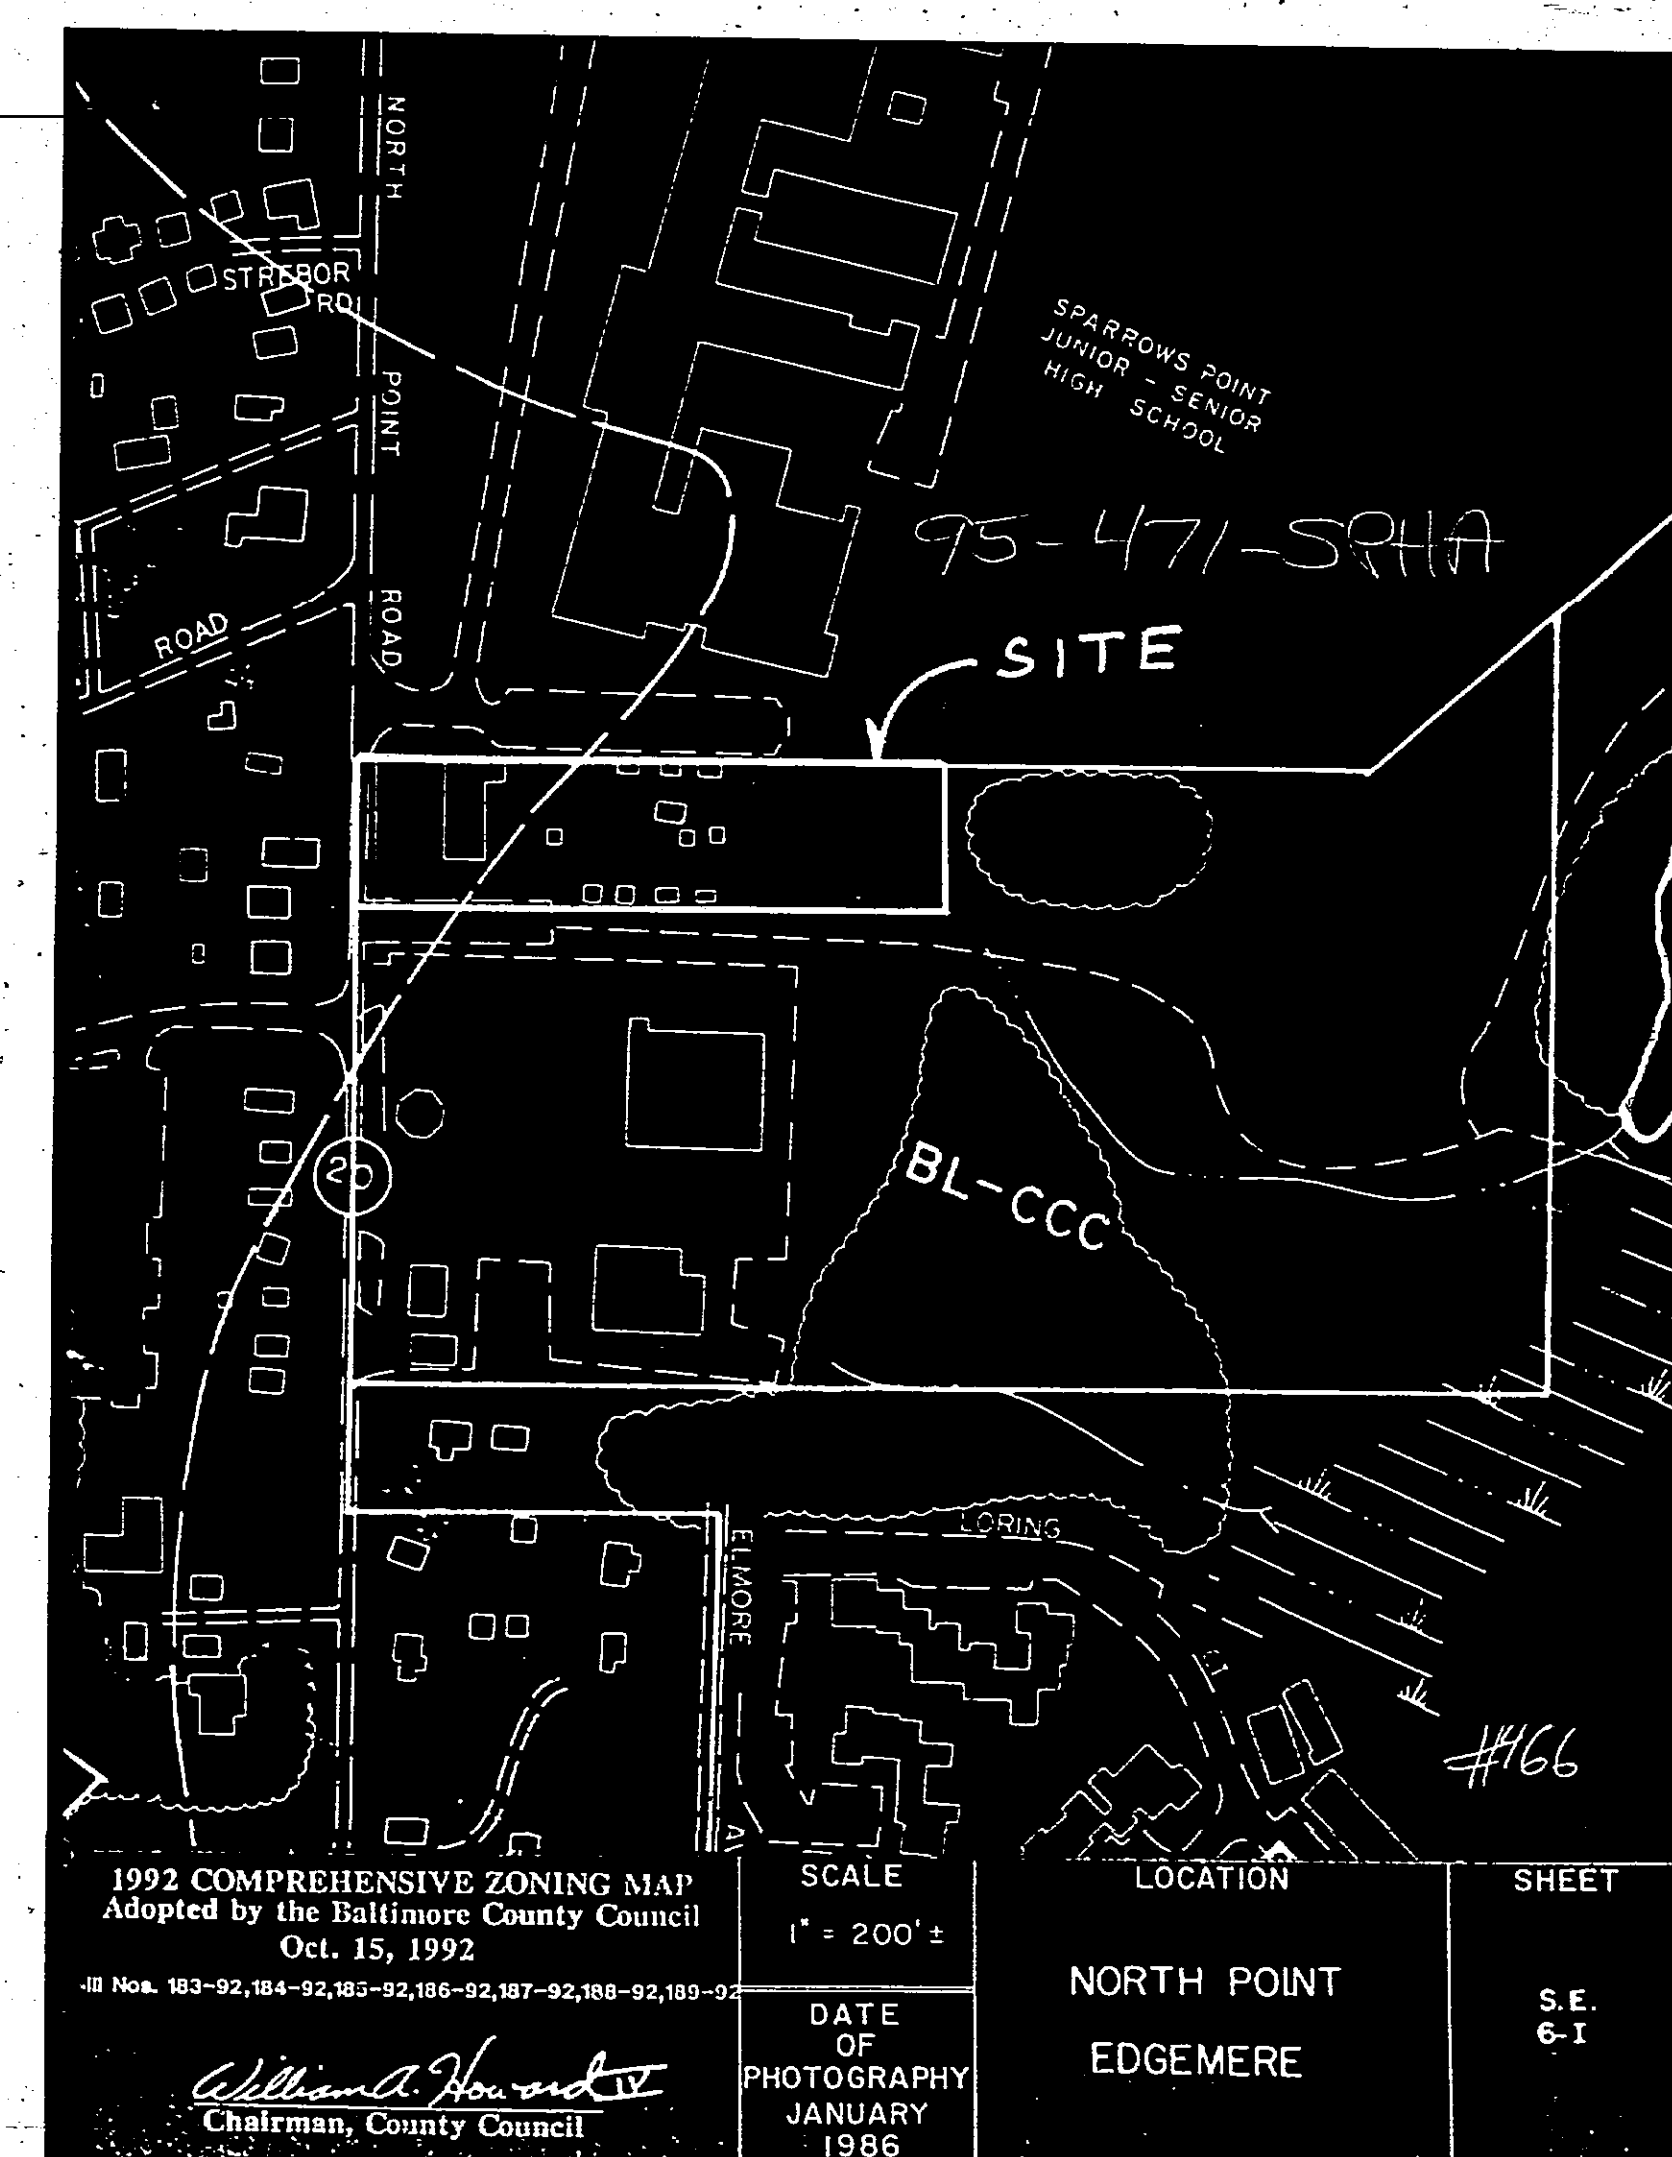 NORTH
STREBOR
RD
POINT
SPARROWS POINT
JUNIOR - SENIOR
HIGH SCHOOL
95-471-SPHA
ROAD
ROAD
SITE
BL-CCC
20
LORING
ELMORE
A
#466
1992 COMPREHENSIVE ZONING MAP
Adopted by the Baltimore County Council
Oct. 15, 1992
Nos. 183-92,184-92,185-92,186-92,187-92,188-92,189-92
William A. Howard IV
Chairman, County Council
SCALE
1" = 200' ±
DATE
OF
PHOTOGRAPHY
JANUARY
1986
LOCATION
NORTH POINT
EDGEMERE
SHEET
S.E.
6-I